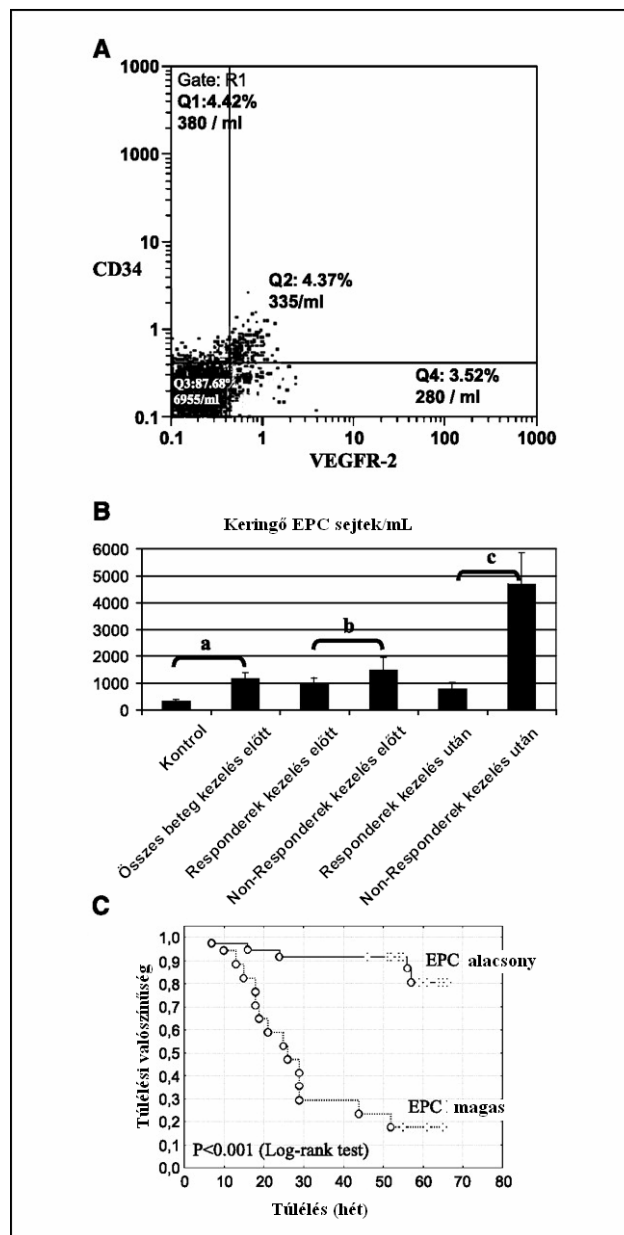 A
1000
Gate: R1
Q1:4.42%
380 / ml
1000
10
CD34
Q2: 4.37%
335/ml
1
Q3:87.68%
6955/ml
Q4: 3.52%
280 / ml
0.1
0.1 1 10 100 1000
VEGFR-2
B
Keringő EPC sejtek/mL
6000
5000
4000
3000
2000
1000
0
a
b
c
Kontrol
Összes beteg kezelés előtt
Responderek kezelés előtt
Non-Responderek kezelés előtt
Responderek kezelés után
Non-Responderek kezelés után
C
Túlélési valószínűség
1,0
0,9
0,8
0,7
0,6
0,5
0,4
0,3
0,2
0,1
0,0
EPC alacsony
EPC magas
P<0.001 (Log-rank test)
0 10 20 30 40 50 60 70 80
Túlélés (hét)